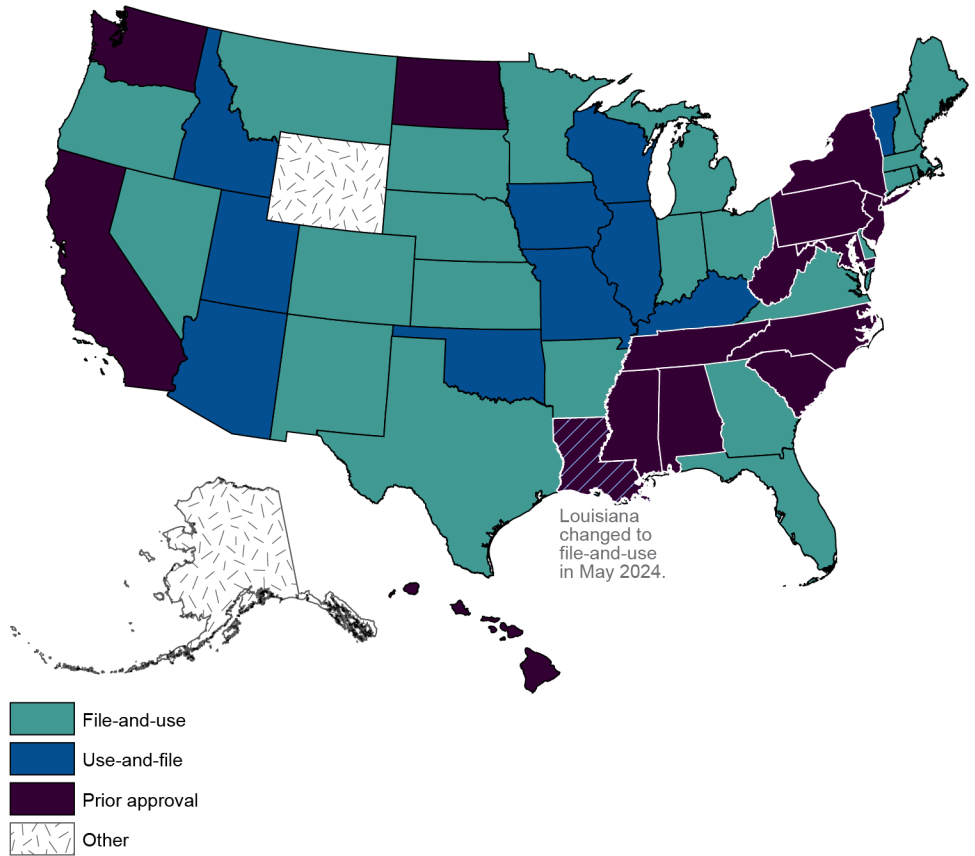 Louisiana
changed to
file-and-use
in May 2024.
File-and-use
Use-and-file
Prior approval
Other